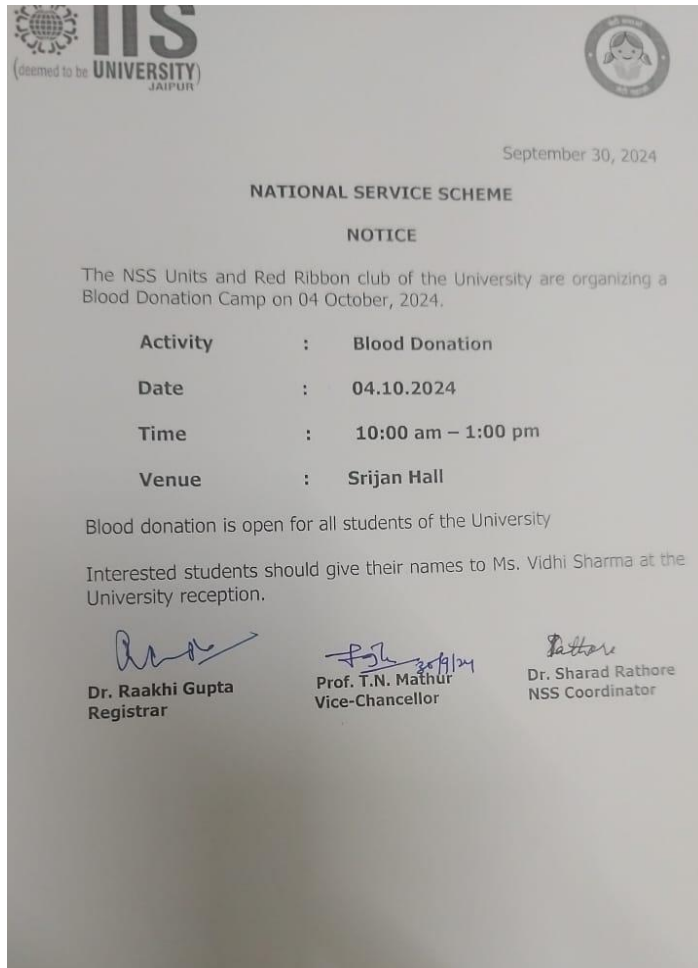 IIS
(deemed to be UNIVERSITY)
JAIPUR
September 30, 2024
NATIONAL SERVICE SCHEME
NOTICE
The NSS Units and Red Ribbon club of the University are organizing a
Blood Donation Camp on 04 October, 2024.
Activity : Blood Donation
Date : 04.10.2024
Time : 10:00 am – 1:00 pm
Venue : Srijan Hall
Blood donation is open for all students of the University
Interested students should give their names to Ms. Vidhi Sharma at the
University reception.
30/9/24
Rathore
Dr. Raakhi Gupta
Registrar
Prof. T.N. Mathur
Vice-Chancellor
Dr. Sharad Rathore
NSS Coordinator